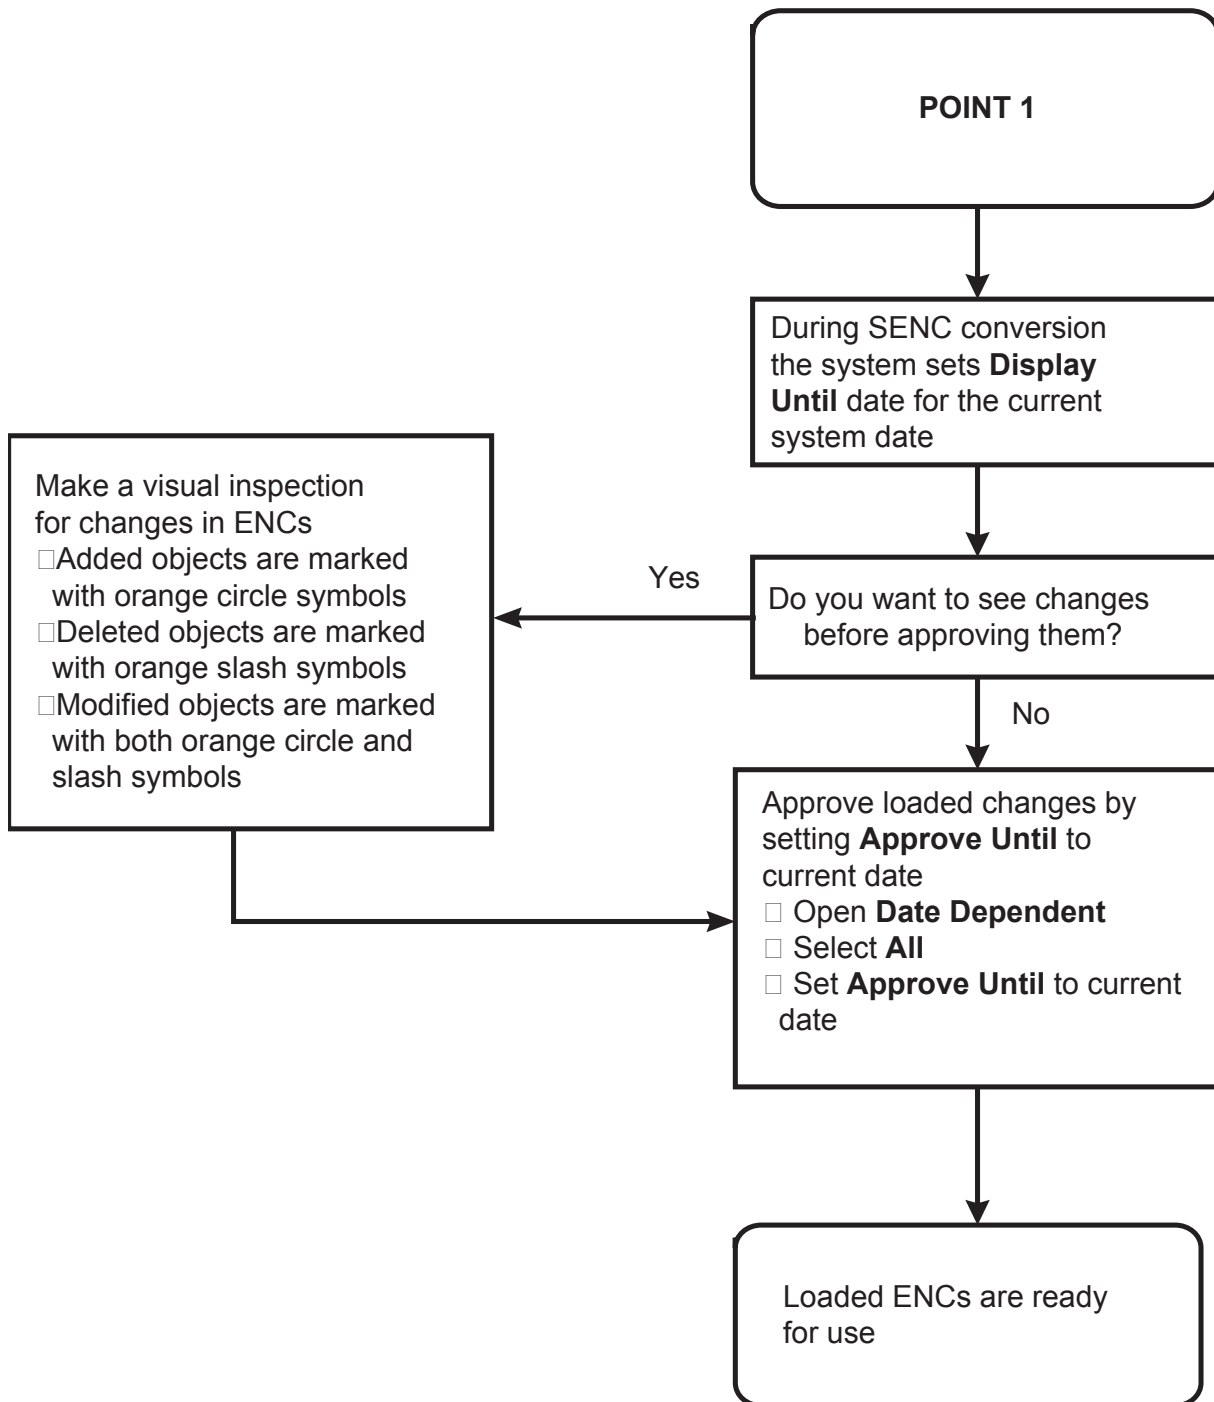 POINT 1
During SENC conversion
the system sets Display
Until date for the current
system date
Do you want to see changes
before approving them?
Yes
No
Make a visual inspection
for changes in ENCs
□Added objects are marked
with orange circle symbols
□Deleted objects are marked
with orange slash symbols
□Modified objects are marked
with both orange circle and
slash symbols
Approve loaded changes by
setting Approve Until to
current date
□ Open Date Dependent
□ Select All
□ Set Approve Until to current
date
Loaded ENCs are ready
for use